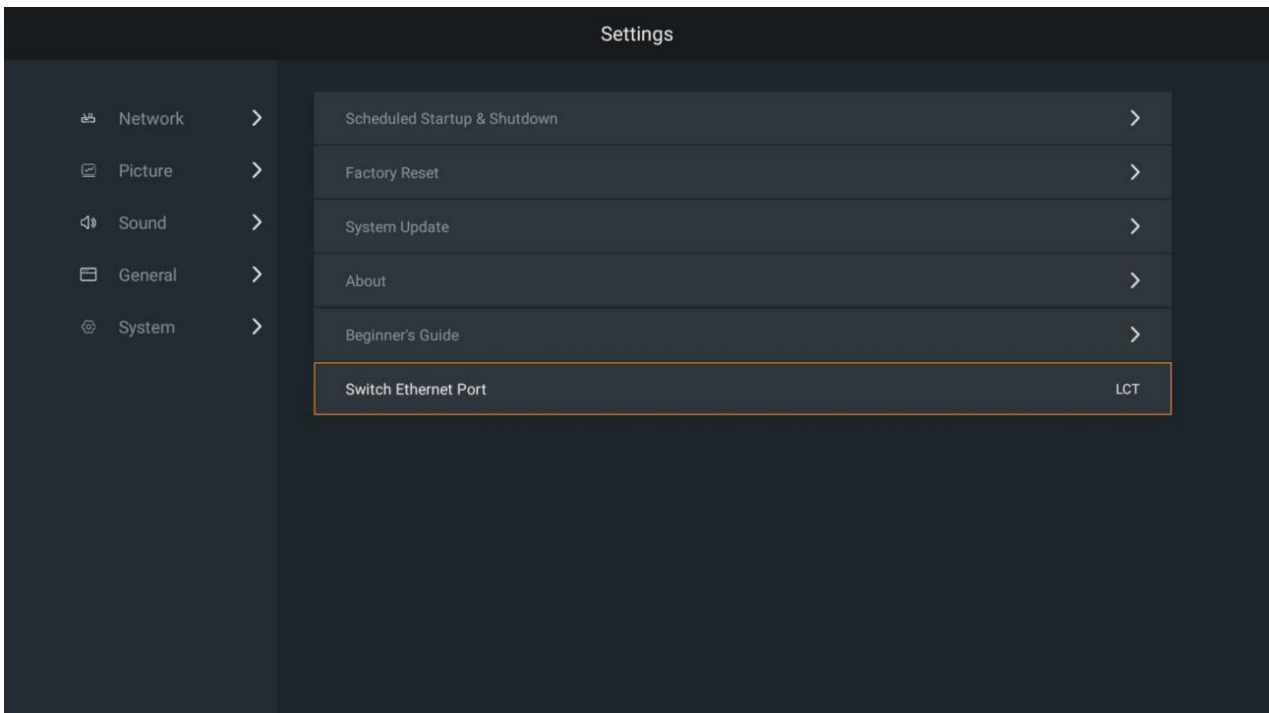 Settings
Network
Picture
Sound
General
System
Scheduled Startup & Shutdown
Factory Reset
System Update
About
Beginner's Guide
Switch Ethernet Port LCT